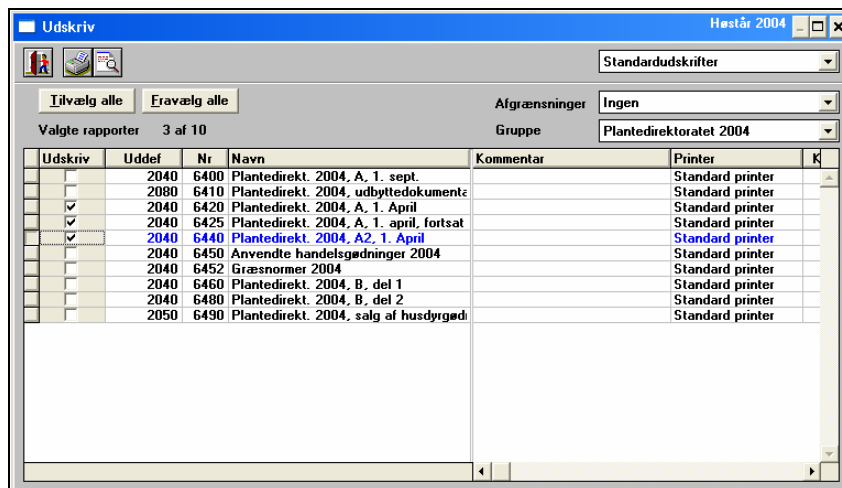 Udskriv Høstår 2004
Standardudskrifter
Tilvælg alle Fravælg alle Afgrænsninger Ingen
Valgte rapporter 3 af 10 Gruppe Plantedirektoratet 2004
Udskriv Uddef Nr Navn Kommentar Printer K
2040 6400 Plantedirekt. 2004, A, 1. sept. Standard printer
2080 6410 Plantedirekt. 2004, udbyttedokumenta Standard printer
2040 6420 Plantedirekt. 2004, A, 1. April Standard printer
2040 6425 Plantedirekt. 2004, A, 1. april, fortsat Standard printer
2040 6440 Plantedirekt. 2004, A2, 1. April Standard printer
2040 6450 Anvendte handelsgødninger 2004 Standard printer
2040 6452 Græsnormer 2004 Standard printer
2040 6460 Plantedirekt. 2004, B, del 1 Standard printer
2040 6480 Plantedirekt. 2004, B, del 2 Standard printer
2050 6490 Plantedirekt. 2004, salg af husdyrgød Standard printer